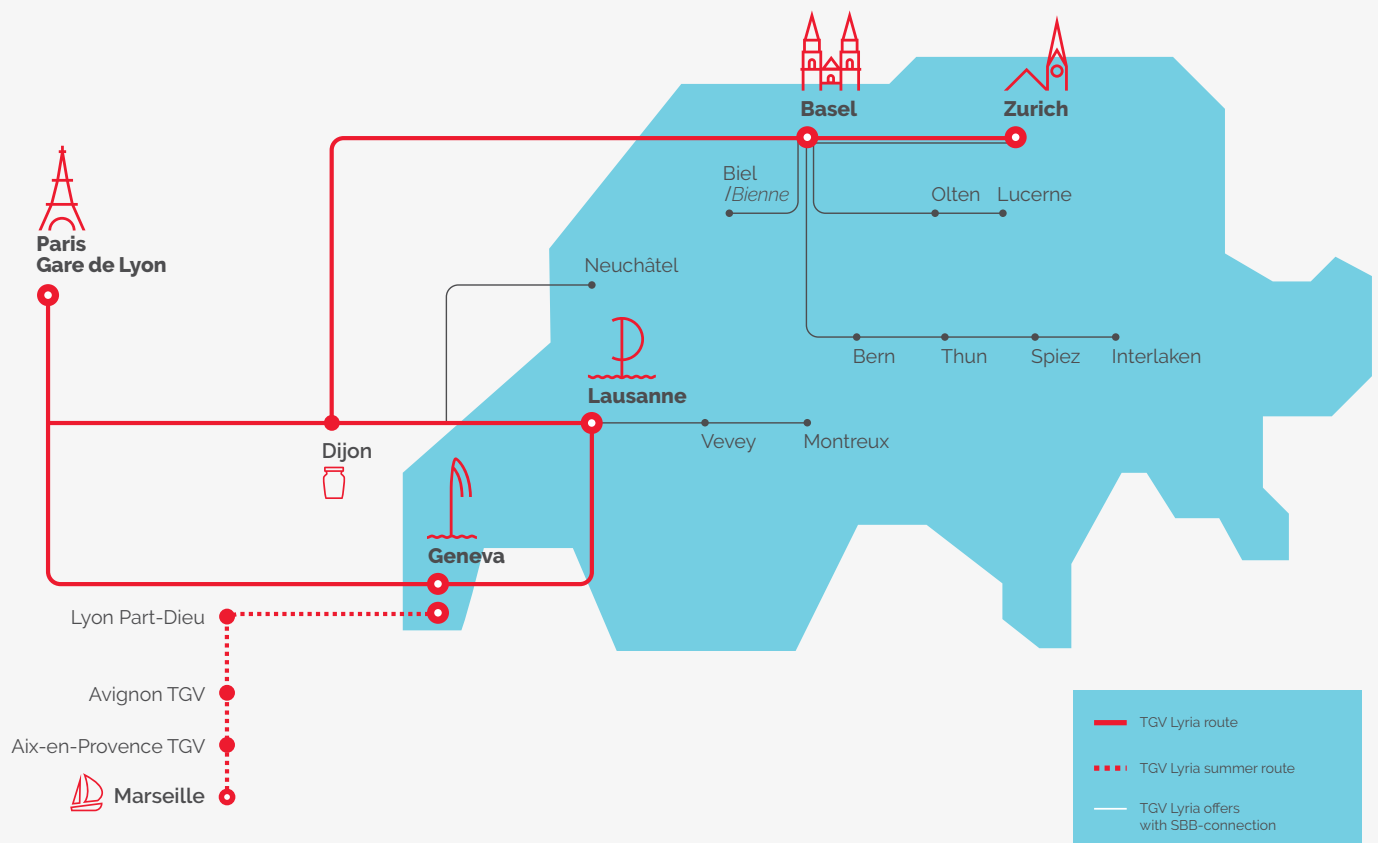 Basel
Zurich
Biel
/Bienne
Olten
Lucerne
Paris
Gare de Lyon
Neuchâtel
Bern
Thun
Spiez
Interlaken
Lausanne
Dijon
Vevey
Montreux
Geneva
Lyon Part-Dieu
Avignon TGV
Aix-en-Provence TGV
Marseille
TGV Lyria route
TGV Lyria summer route
TGV Lyria offers
with SBB-connection